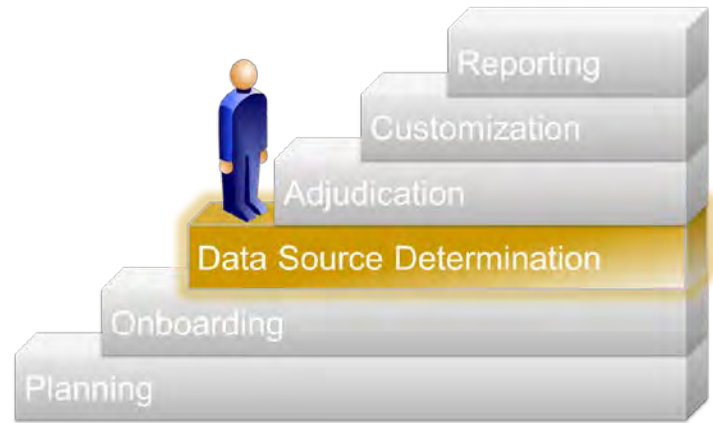 Reporting
Customization
Adjudication
Data Source Determination
Onboarding
Planning